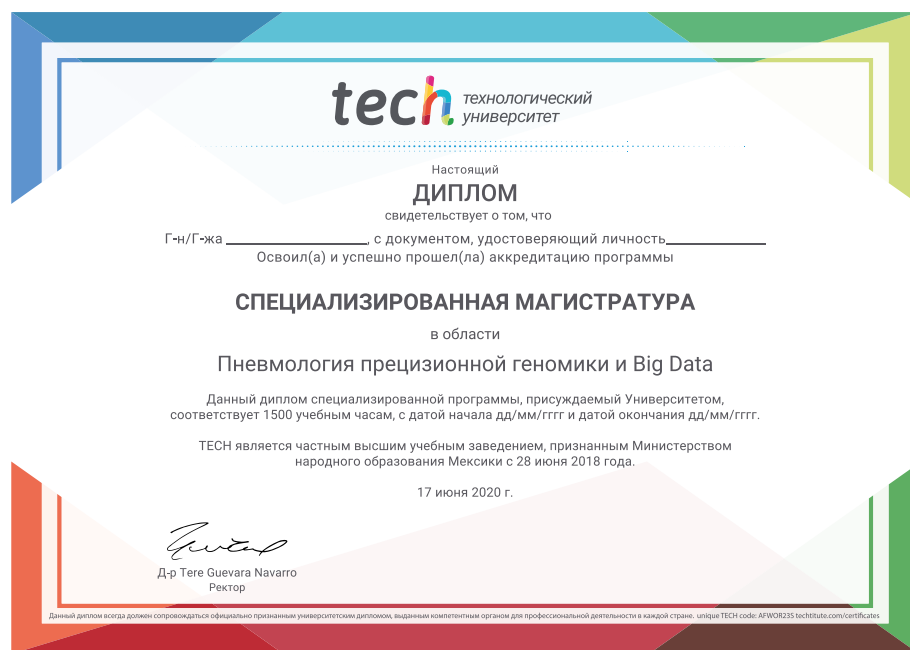 tech технологический
университет
Настоящий
ДИПЛОМ
свидетельствует о том, что
Г-н/Г-жа ____________________, с документом, удостоверяющий личность______________
Освоил(а) и успешно прошел(ла) аккредитацию программы
СПЕЦИАЛИЗИРОВАННАЯ МАГИСТРАТУРА
в области
Пневмология прецизионной геномики и Big Data
Данный диплом специализированной программы, присуждаемый Университетом,
соответствует 1500 учебным часам, с датой начала дд/мм/гггг и датой окончания дд/мм/гггг.
TECH является частным высшим учебным заведением, признанным Министерством
народного образования Мексики с 28 июня 2018 года.
17 июня 2020 г.
Д-р Tere Guevara Navarro
Ректор
Данный диплом всегда должен сопровождаться официально признанным университетским дипломом, выданным компетентным органом для профессиональной деятельности в каждой стране. unique TECH code: AFWOR23S techtitute.com/certificates